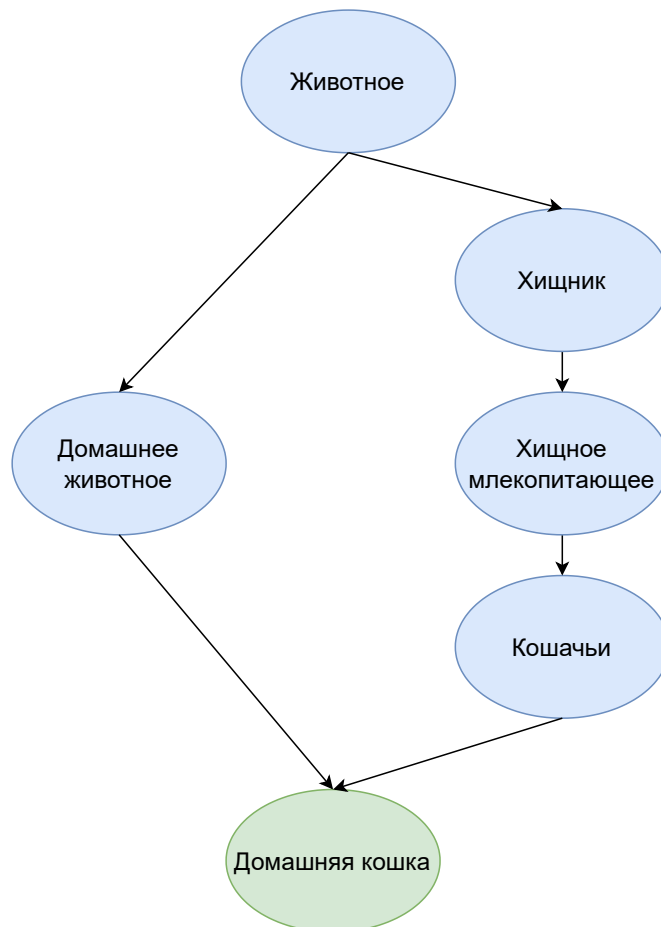 Животное
Хищник
Домашнее
животное
Хищное
млекопитающее
Кошачьи
Домашняя кошка